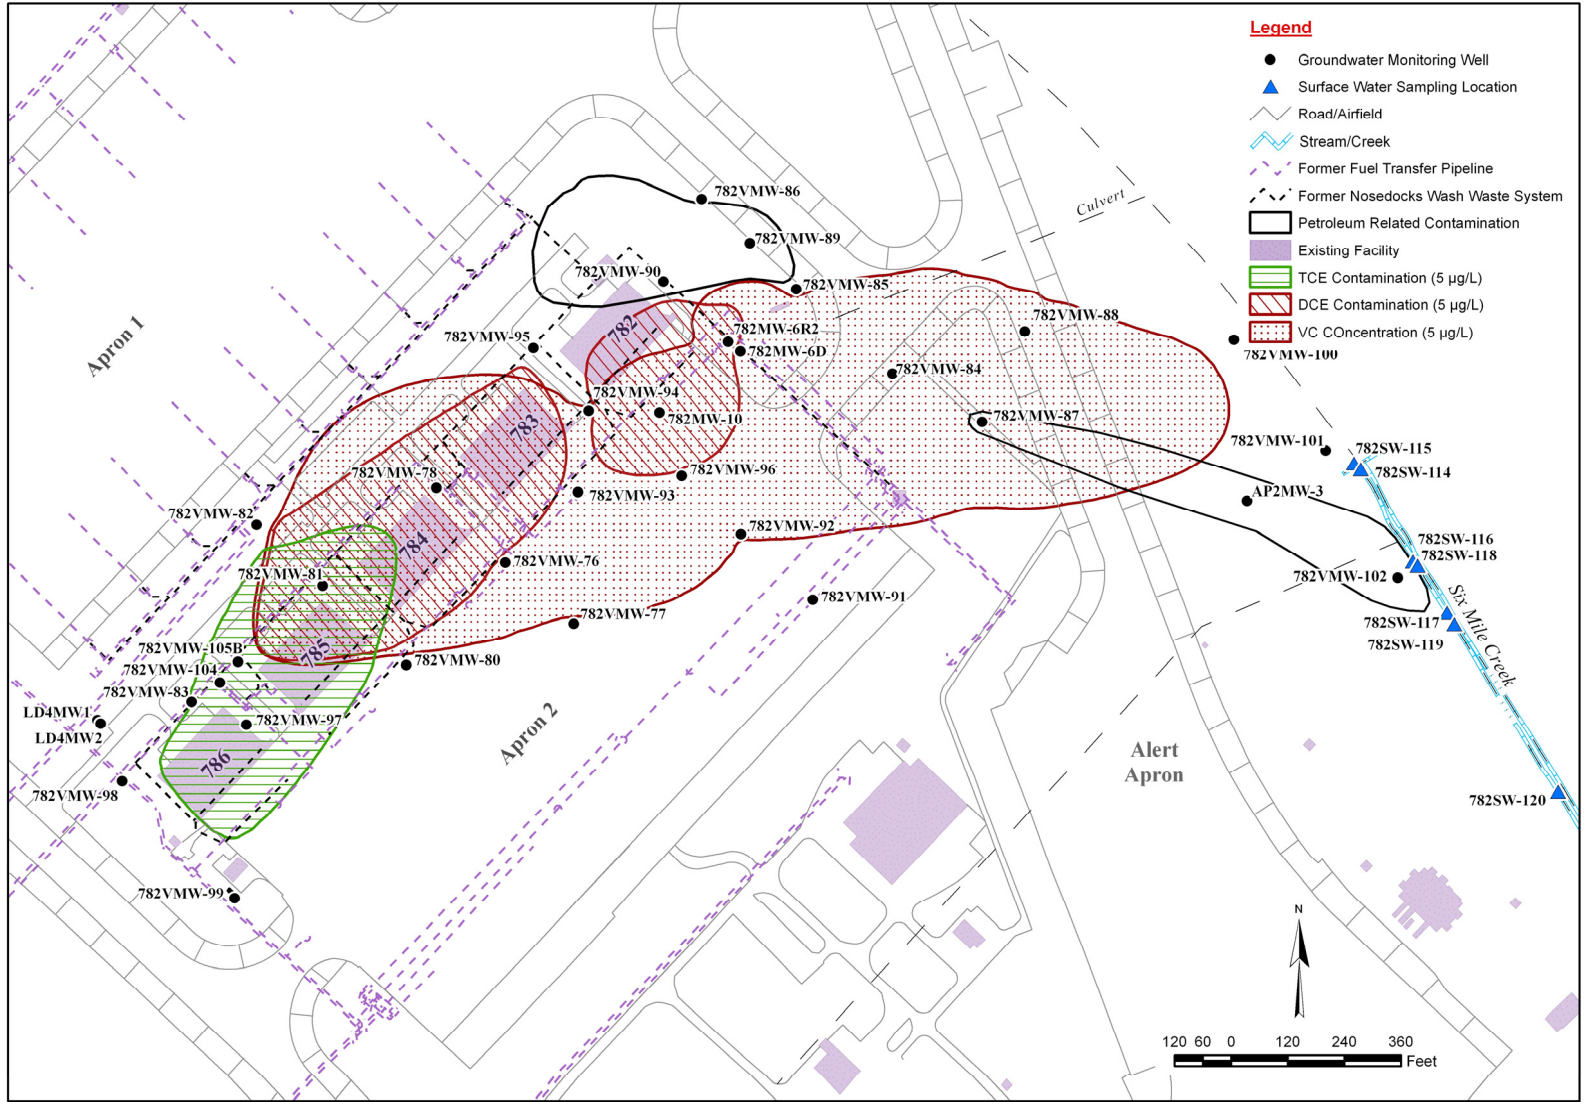 Legend
Groundwater Monitoring Well
Surface Water Sampling Location
Road/Airfield
Stream/Creek
Former Fuel Transfer Pipeline
Former Nosedocks Wash Waste System
Petroleum Related Contamination
Existing Facility
TCE Contamination (5 µg/L)
DCE Contamination (5 µg/L)
VC COncentration (5 µg/L)
782VMW-86
Culvert
782VMW-89
782VMW-90
782VMW-85
Apron 1
782
782VMW-88
782MW-6R2
782VMW-95
782MW-6D
782VMW-100
782VMW-84
782VMW-94
782MW-10
782VMW-87
783
782VMW-101
782SW-115
782VMW-78
782VMW-96
782SW-114
782VMW-93
AP2MW-3
782VMW-82
782VMW-92
784
782SW-116
782SW-118
782VMW-76
782VMW-81
782VMW-102
782VMW-91
782VMW-77
782SW-117
Six Mile Creek
782SW-119
782VMW-105B
785
782VMW-80
782VMW-104
782VMW-83
LD4MW1
782VMW-97
LD4MW2
Apron 2
Alert
Apron
786
782VMW-98
782SW-120
782VMW-99
N
120 60 0 120 240 360
Feet